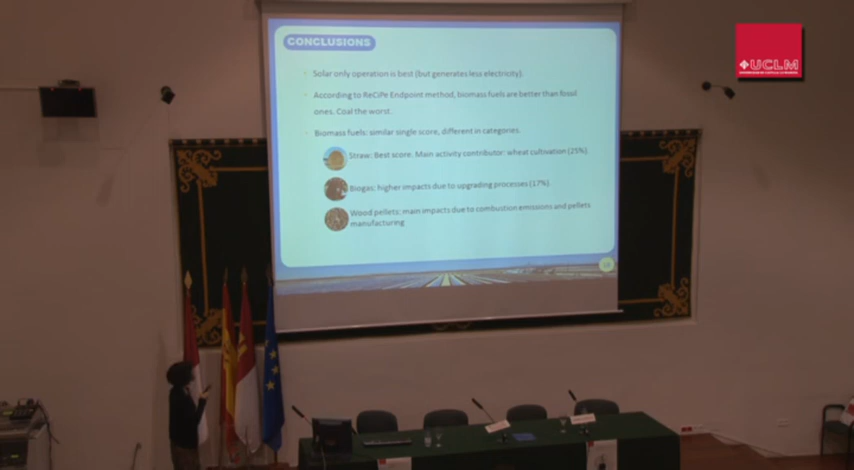 CONCLUSIONS
UCLM
Solar only operation is best (but generates less electricity).
According to ReCiPe Endpoint method, biomass fuels are better than fossil
ones. Coal the worst.
Biomass fuels: similar single score, different in categories.
Straw: Best score. Main activity contributor: wheat cultivation (25%)
Biogas: higher impacts due to upgrading processes (17%)
Wood pellets: main impacts due to combustion emissions and pellets
manufacturing